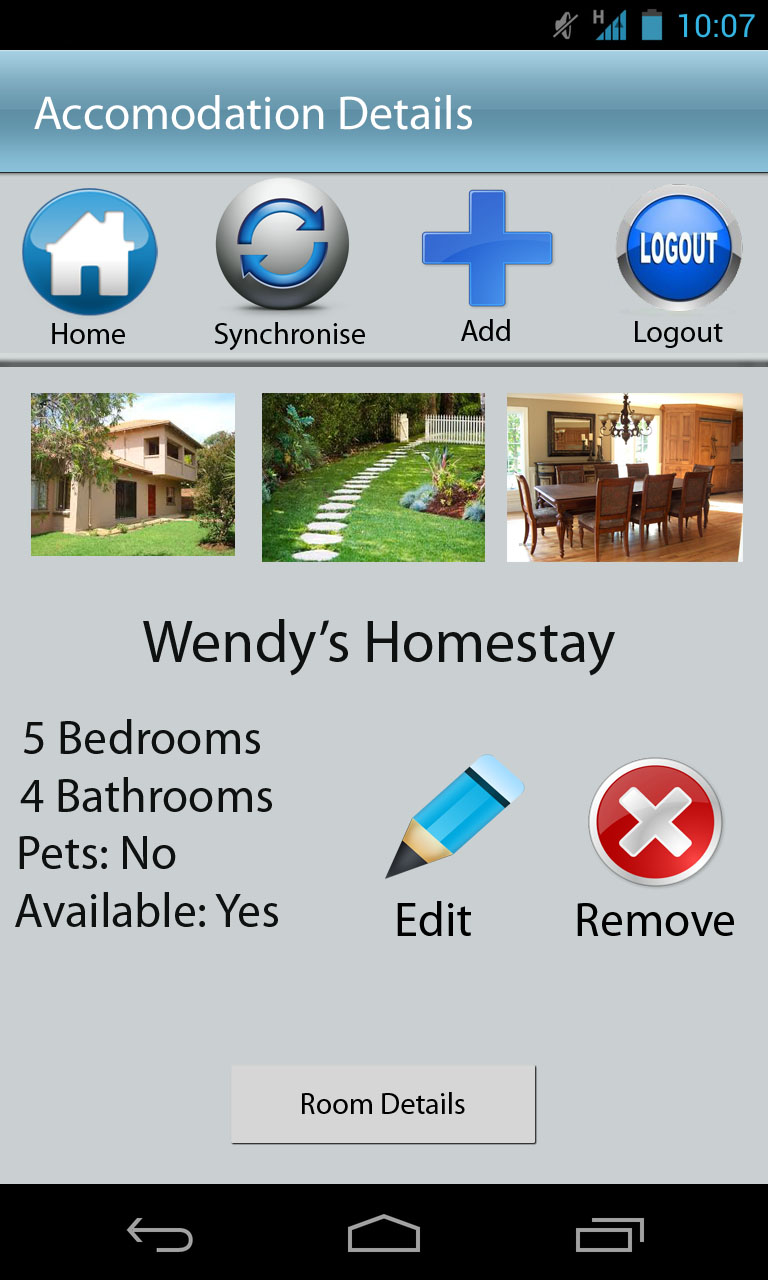 H 10:07
Accomodation Details
LOGOUT
Home Synchronise Add Logout
Wendy’s Homestay
5 Bedrooms
4 Bathrooms
Pets: No
Available: Yes
Edit Remove
Room Details